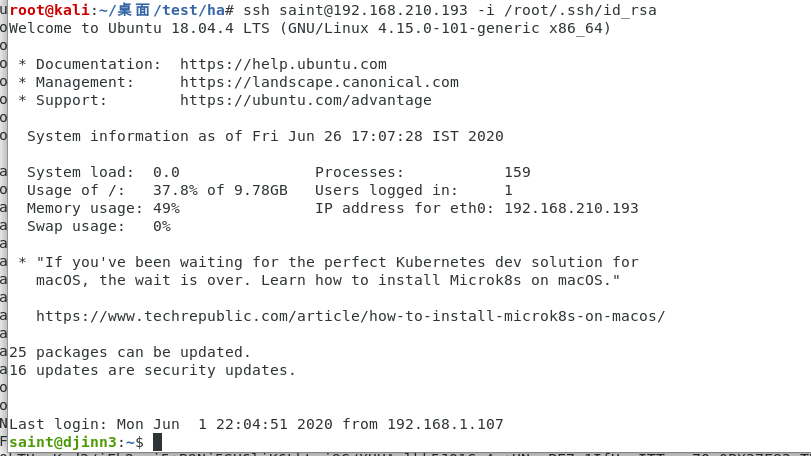 root@kali:~/桌面/test/ha# ssh saint@192.168.210.193 -i /root/.ssh/id_rsa
Welcome to Ubuntu 18.04.4 LTS (GNU/Linux 4.15.0-101-generic x86_64)
* Documentation:  https://help.ubuntu.com
* Management:     https://landscape.canonical.com
* Support:        https://ubuntu.com/advantage
System information as of Fri Jun 26 17:07:28 IST 2020
System load:  0.0               Processes:           159
Usage of /:   37.8% of 9.78GB   Users logged in:     1
Memory usage: 49%               IP address for eth0: 192.168.210.193
Swap usage:   0%
* "If you've been waiting for the perfect Kubernetes dev solution for
macOS, the wait is over. Learn how to install Microk8s on macOS."
https://www.techrepublic.com/article/how-to-install-microk8s-on-macos/
25 packages can be updated.
16 updates are security updates.
Last login: Mon Jun  1 22:04:51 2020 from 192.168.1.107
saint@djinn3:~$